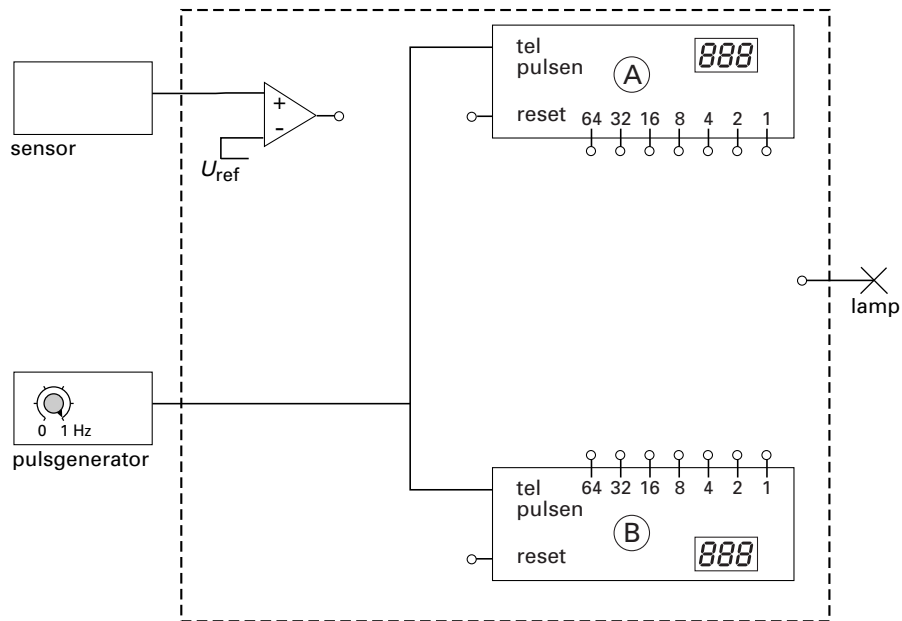 tel
pulsen
A
888
reset
64 32 16 8 4 2 1
sensor
+
-
Uref
lamp
0 1 Hz
pulsgenerator
64 32 16 8 4 2 1
tel
pulsen
B
reset
888